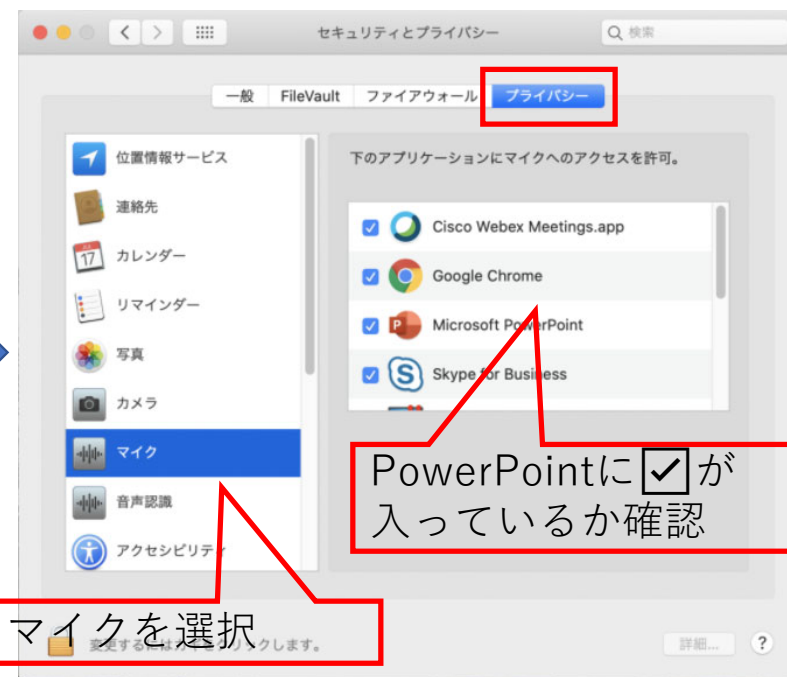 セキュリティとプライバシー
検索
一般 FileVault ファイアウォール プライバシー
位置情報サービス
連絡先
17
カレンダー
リマインダー
写真
カメラ
マイク
音声認識
アクセシビリティ
下のアプリケーションにマイクへのアクセスを許可。
Cisco Webex Meetings.app
Google Chrome
Microsoft PowerPoint
Skype for Business
PowerPointに☑が
入っているか確認
マイクを選択
変更するにはカギをクリックします。
詳細...
?